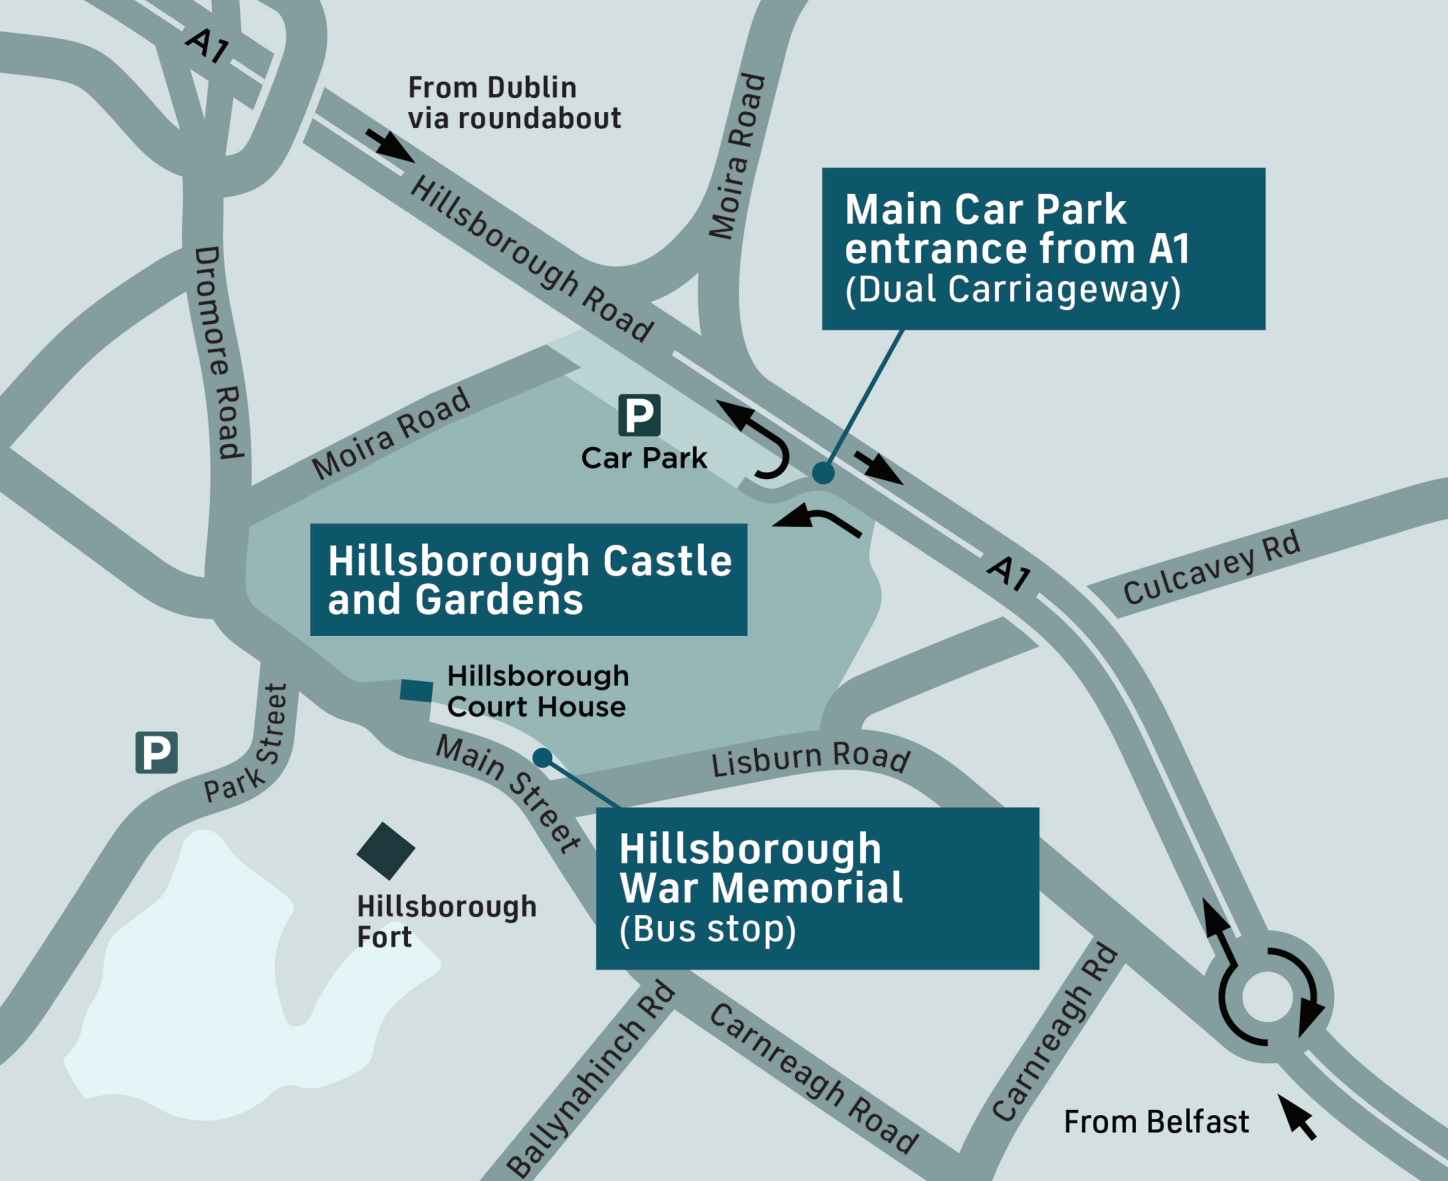 A1
From Dublin
via roundabout
Hillsborough Road
Moira Road
Main Car Park
entrance from A1
(Dual Carriageway)
Dromore Road
Moira Road
P
Car Park
Hillsborough Castle
and Gardens
A1
Culcavey Rd
Hillsborough
Court House
Park Street
P
Main Street
Lisburn Road
Hillsborough
War Memorial
(Bus stop)
Hillsborough
Fort
Ballynahinch Rd
Carnreagh Road
Carnreagh Rd
From Belfast